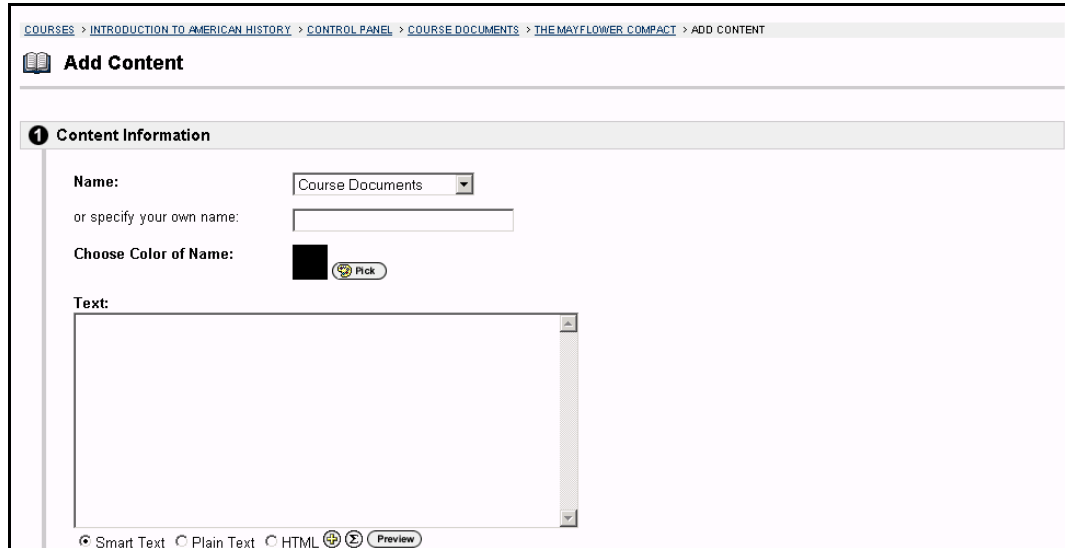 COURSES > INTRODUCTION TO AMERICAN HISTORY > CONTROL PANEL > COURSE DOCUMENTS > THE MAYFLOWER COMPACT > ADD CONTENT
Add Content
1 Content Information
Name: Course Documents
or specify your own name:
Choose Color of Name:
Pick
Text:
Smart Text Plain Text HTML Σ Preview